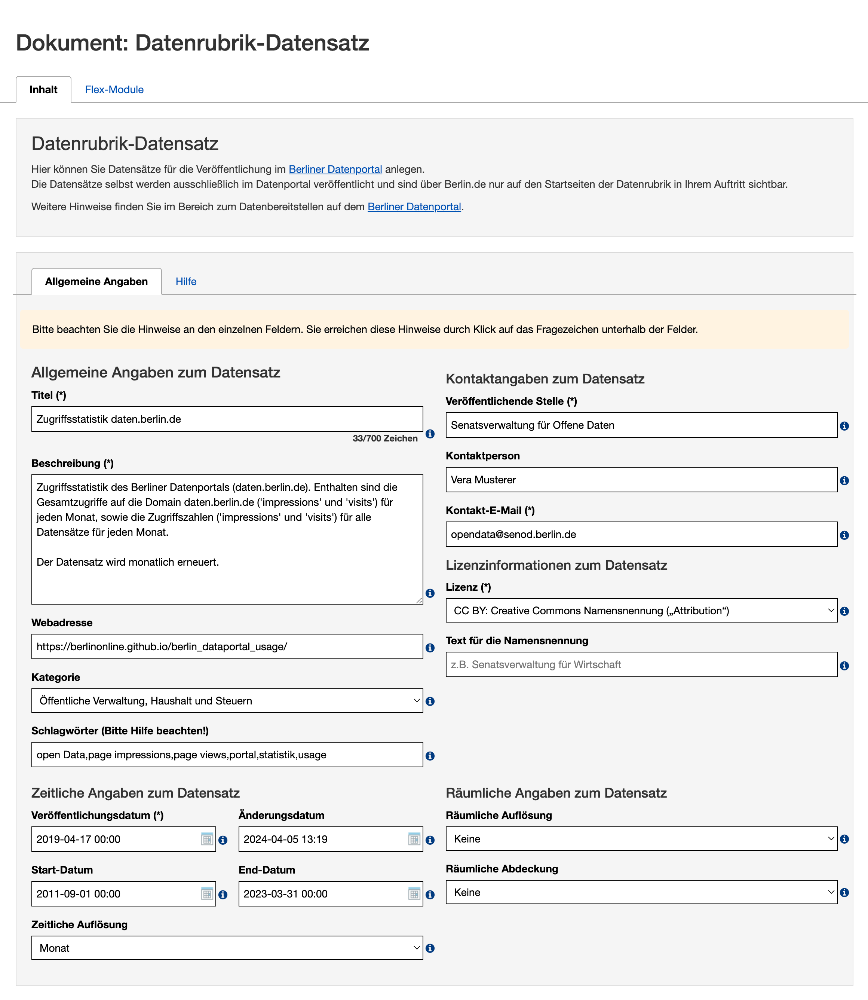 Dokument: Datenrubrik-Datensatz
Inhalt
Flex-Module
Datenrubrik-Datensatz
Hier können Sie Datensätze für die Veröffentlichung im Berliner Datenportal anlegen.
Die Datensätze selbst werden ausschließlich im Datenportal veröffentlicht und sind über Berlin.de nur auf den Startseiten der Datenrubrik in Ihrem Auftritt sichtbar.
Weitere Hinweise finden Sie im Bereich zum Datenbereitstellen auf dem Berliner Datenportal.
Allgemeine Angaben
Hilfe
Bitte beachten Sie die Hinweise an den einzelnen Feldern. Sie erreichen diese Hinweise durch Klick auf das Fragezeichen unterhalb der Felder.
Allgemeine Angaben zum Datensatz
Titel (*)
Zugriffsstatistik daten.berlin.de
33/700 Zeichen
Beschreibung (*)
Zugriffsstatistik des Berliner Datenportals (daten.berlin.de). Enthalten sind die
Gesamtzugriffe auf die Domain daten.berlin.de ('impressions' und 'visits') für
jeden Monat, sowie die Zugriffszahlen ('impressions' und 'visits') für alle
Datensätze für jeden Monat.
Der Datensatz wird monatlich erneuert.
Webadresse
https://berlinonline.github.io/berlin_dataportal_usage/
Kategorie
Öffentliche Verwaltung, Haushalt und Steuern
Schlagwörter (Bitte Hilfe beachten!)
open Data,page impressions,page views,portal,statistik,usage
Kontaktangaben zum Datensatz
Veröffentlichende Stelle (*)
Senatsverwaltung für Offene Daten
Kontaktperson
Vera Musterer
Kontakt-E-Mail (*)
opendata@senod.berlin.de
Lizenzinformationen zum Datensatz
Lizenz (*)
CC BY: Creative Commons Namensnennung („Attribution“)
Text für die Namensnennung
z.B. Senatsverwaltung für Wirtschaft
Zeitliche Angaben zum Datensatz
Veröffentlichungsdatum (*)
2019-04-17 00:00
Änderungsdatum
2024-04-05 13:19
Start-Datum
2011-09-01 00:00
End-Datum
2023-03-31 00:00
Zeitliche Auflösung
Monat
Räumliche Angaben zum Datensatz
Räumliche Auflösung
Keine
Räumliche Abdeckung
Keine